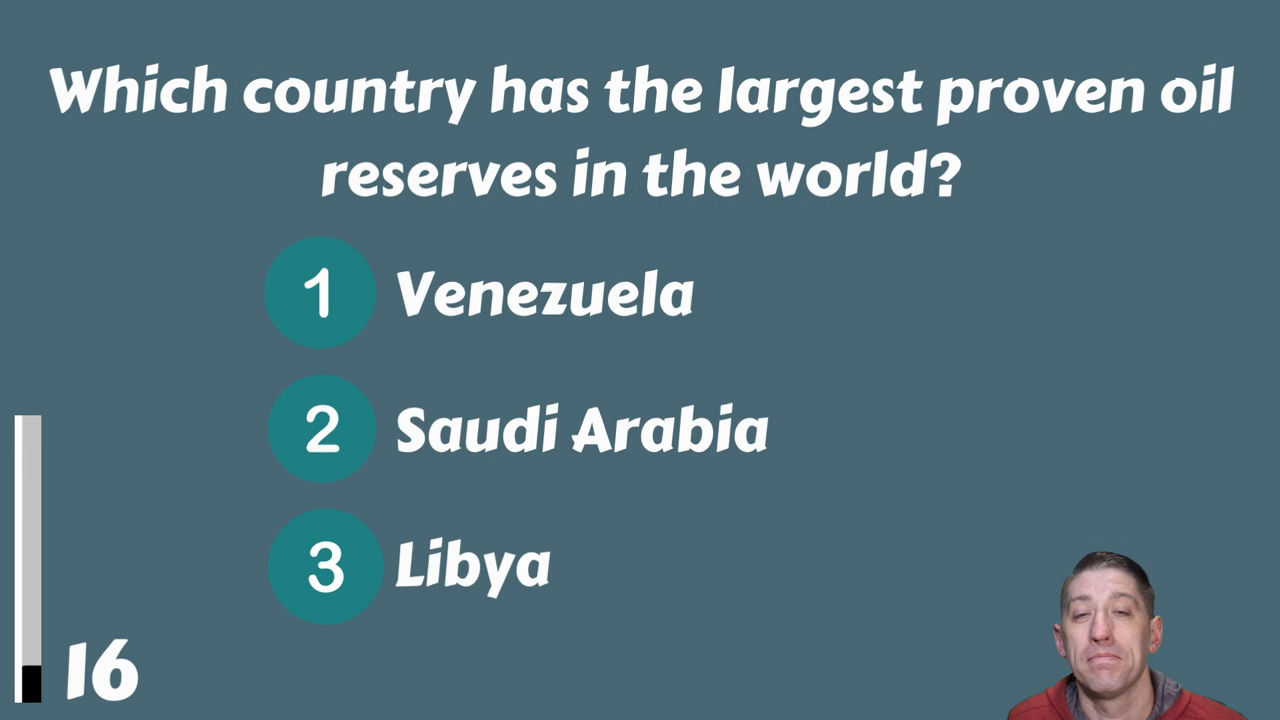 Which country has the largest proven oil
reserves in the world?
1 Venezuela
2 Saudi Arabia
3 Libya
16